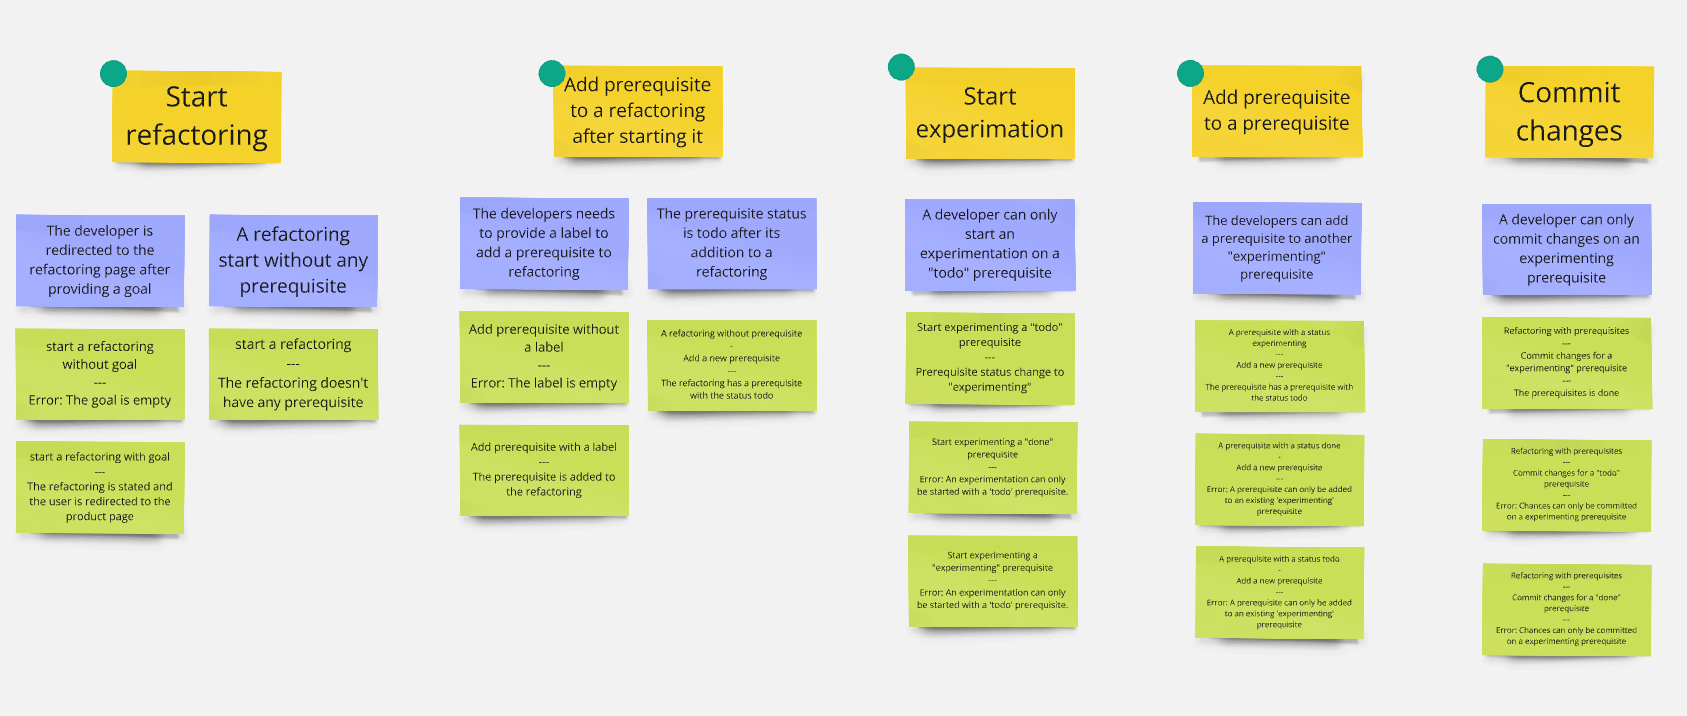 Start
refactoring
Add prerequisite
to a refactoring
after starting it
Start
experimation
Add prerequisite
to a prerequisite
Commit
changes
The developer is
redirected to the
refactoring page after
providing a goal
A refactoring
start without any
prerequisite
The developers needs
to provide a label to
add a prerequisite to
refactoring
The prerequisite status
is todo after its
addition to a
refactoring
A developer can only
start an
experimentation on a
"todo" prerequisite
The developers can add
a prerequisite to another
"experimenting"
prerequisite
A developer can only
commit changes on an
experimenting
prerequisite
start a refactoring
without goal
---
Error: The goal is empty
start a refactoring
---
The refactoring doesn't
have any prerequisite
Add prerequisite without
a label
---
Error: The label is empty
A refactoring without prerequisite
-
Add a new prerequisite
---
The refactoring has a prerequisite
with the status todo
Start experimenting a "todo"
prerequisite
---
Prerequisite status change to
"experimenting"
A prerequisite with a status
experimenting
---
Add a new prerequisite
---
The prerequisite has a prerequisite with
the status todo
Refactoring with prerequisites
---
Commit changes for a
"experimenting" prerequisite
---
The prerequisites is done
start a refactoring with goal
---
The refactoring is stated and
the user is redirected to the
product page
Add prerequisite with a label
---
The prerequisite is added to
the refactoring
Start experimenting a "done"
prerequisite
---
Error: An experimentation can only
be started with a 'todo' prerequisite.
A prerequisite with a status done
-
Add a new prerequisite
---
Error: A prerequisite can only be added
to an existing 'experimenting'
prerequisite
Refactoring with prerequisites
---
Commit changes for a "todo"
prerequisite
---
Error: Chances can only be committed
on a experimenting prerequisite
Start experimenting a
"experimenting" prerequisite
---
Error: An experimentation can only
be started with a 'todo' prerequisite.
A prerequisite with a status todo
-
Add a new prerequisite
---
Error: A prerequisite can only be added
to an existing 'experimenting'
prerequisite
Refactoring with prerequisites
---
Commit changes for a "done"
prerequisite
---
Error: Chances can only be committed
on a experimenting prerequisite